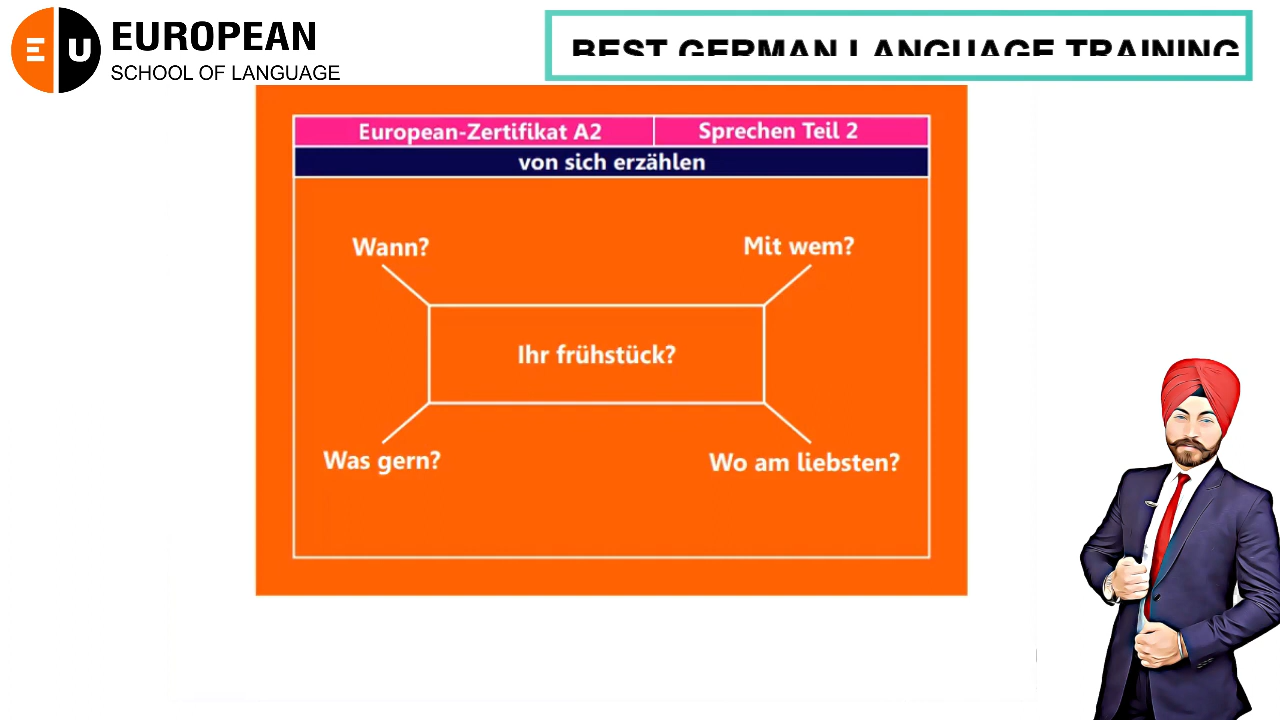 E U
EUROPEAN
SCHOOL OF LANGUAGE
BEST GERMAN LANGUAGE TRAINING
European-Zertifikat A2 Sprechen Teil 2
von sich erzählen
Wann? Mit wem?
Ihr frühstück?
Was gern? Wo am liebsten?